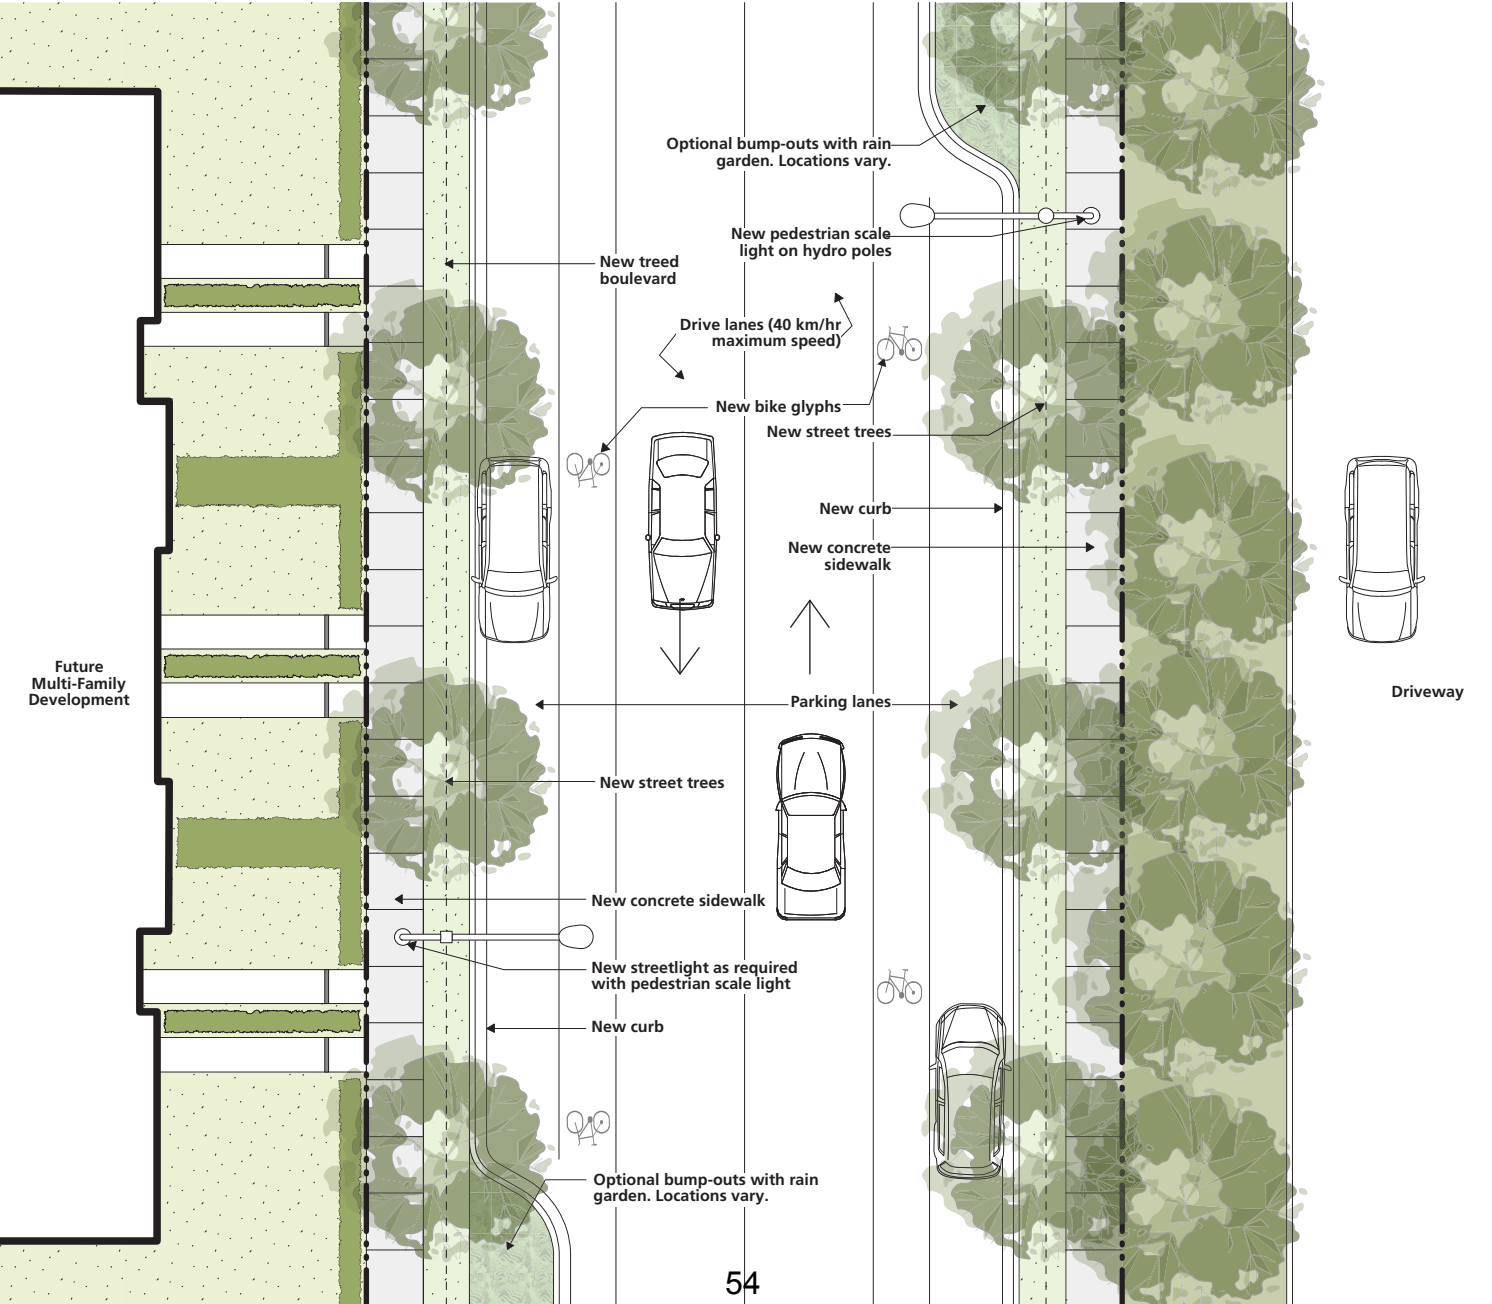 Optional bump-outs with rain
garden. Locations vary.
New pedestrian scale
light on hydro poles
New treed
boulevard
Drive lanes (40 km/hr
maximum speed)
New bike glyphs
New street trees
New curb
New concrete
sidewalk
Future
Multi-Family
Development
Parking lanes
Driveway
New street trees
New concrete sidewalk
New streetlight as required
with pedestrian scale light
New curb
Optional bump-outs with rain
garden. Locations vary.
54